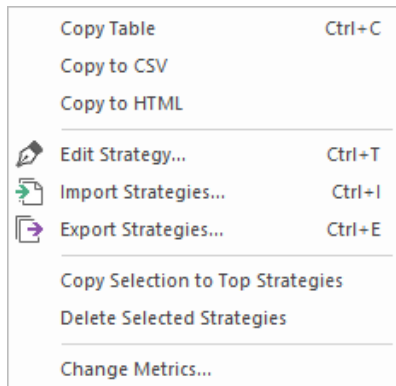 Copy Table Ctrl+C
Copy to CSV
Copy to HTML
Edit Strategy... Ctrl+T
Import Strategies... Ctrl+I
Export Strategies... Ctrl+E
Copy Selection to Top Strategies
Delete Selected Strategies
Change Metrics...